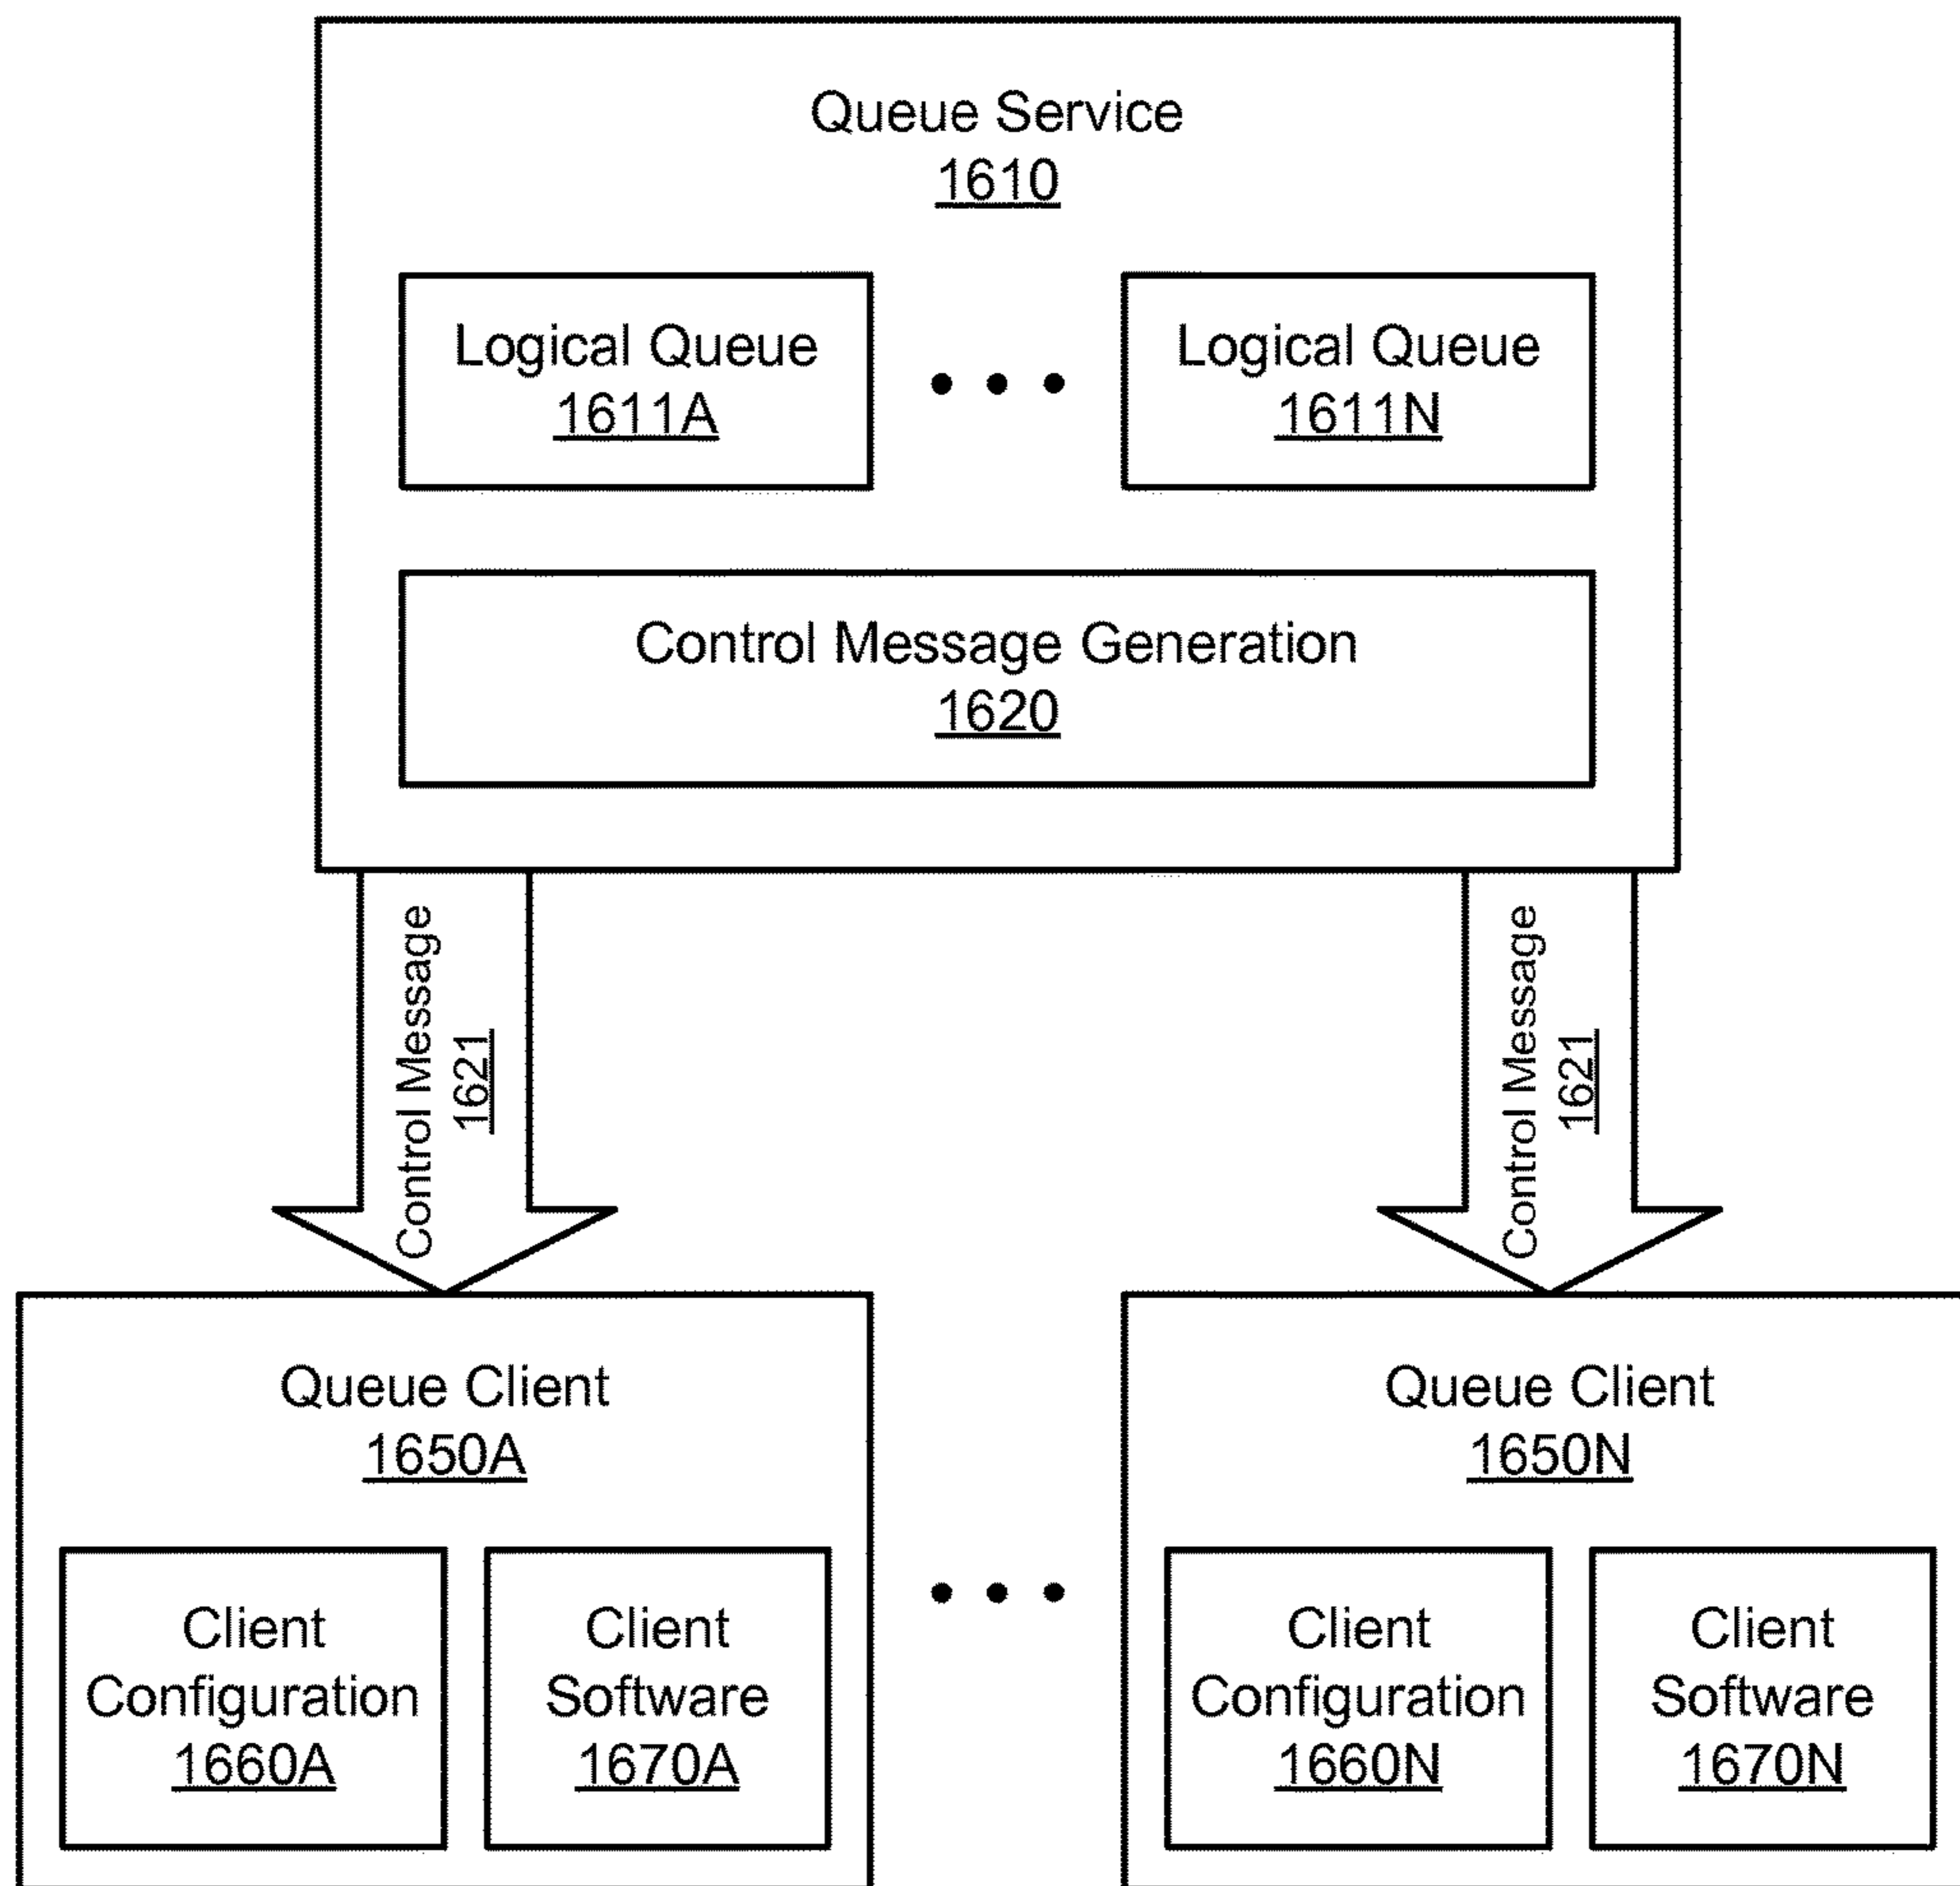 Queue Service
1610
Logical Queue
1611A
Logical Queue
1611N
Control Message Generation
1620
Control Message
1621
Control Message
1621
Queue Client
1650A
Client
Configuration
1660A
Client
Software
1670A
Queue Client
1650N
Client
Configuration
1660N
Client
Software
1670N